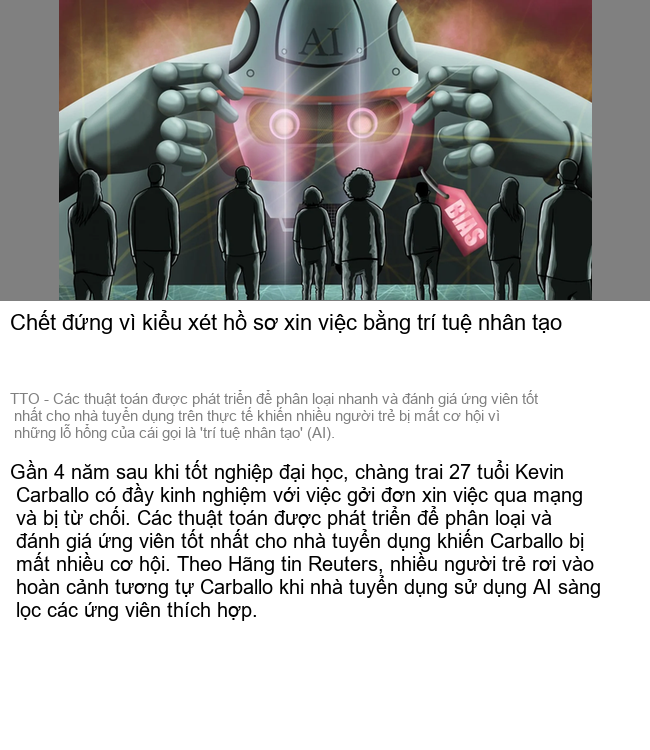 AI
BIAS
Chết đứng vì kiểu xét hồ sơ xin việc bằng trí tuệ nhân tạo
TTO - Các thuật toán được phát triển để phân loại nhanh và đánh giá ứng viên tốt
nhất cho nhà tuyển dụng trên thực tế khiến nhiều người trẻ bị mất cơ hội vì
những lỗ hổng của cái gọi là 'trí tuệ nhân tạo' (AI).
Gần 4 năm sau khi tốt nghiệp đại học, chàng trai 27 tuổi Kevin
Carballo có đầy kinh nghiệm với việc gởi đơn xin việc qua mạng
và bị từ chối. Các thuật toán được phát triển để phân loại và
đánh giá ứng viên tốt nhất cho nhà tuyển dụng khiến Carballo bị
mất nhiều cơ hội. Theo Hãng tin Reuters, nhiều người trẻ rơi vào
hoàn cảnh tương tự Carballo khi nhà tuyển dụng sử dụng AI sàng
lọc các ứng viên thích hợp.